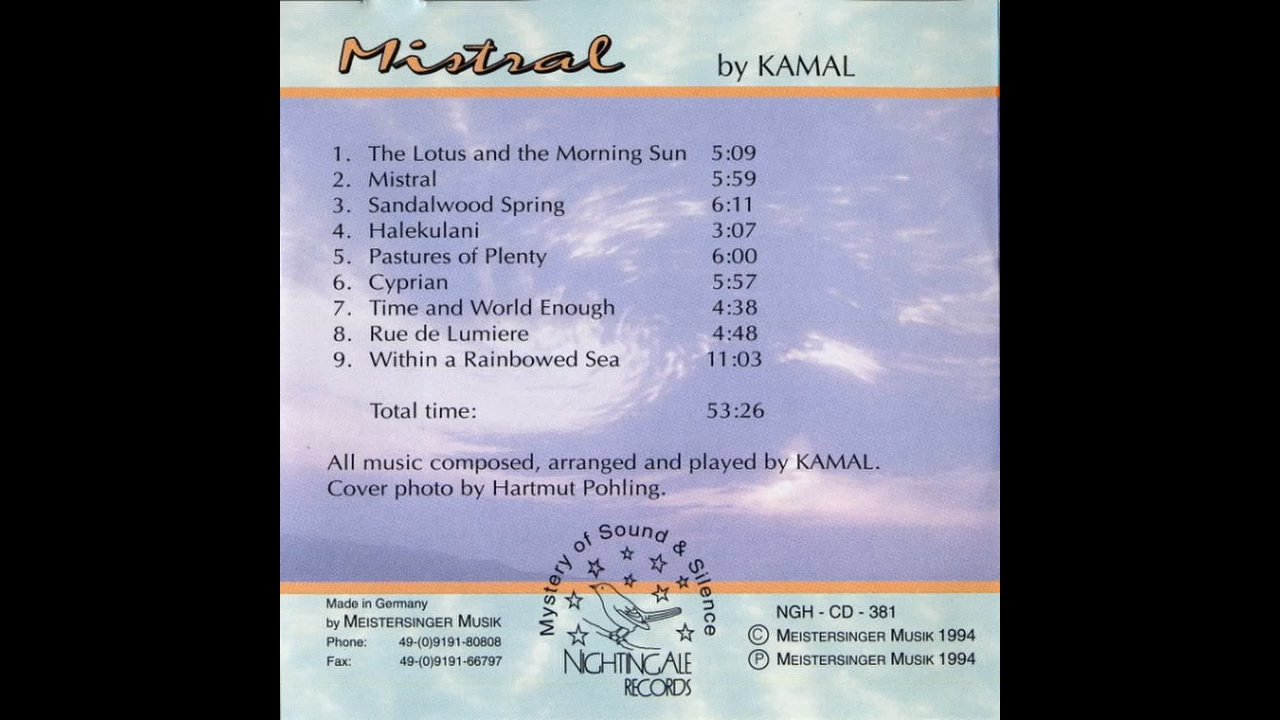 Mistral by KAMAL
1. The Lotus and the Morning Sun 5:09
2. Mistral 5:59
3. Sandalwood Spring 6:11
4. Halekulani 3:07
5. Pastures of Plenty 6:00
6. Cyprian 5:57
7. Time and World Enough 4:38
8. Rue de Lumiere 4:48
9. Within a Rainbowed Sea 11:03
Total time: 53:26
All music composed, arranged and played by KAMAL.
Cover photo by Hartmut Pohling.
Mystery of Sound & Silence
NIGHTINGALE
RECORDS
Made in Germany
by MEISTERSINGER MUSIK
Phone: 49-(0)9191-80808
Fax: 49-(0)9191-66797
NGH - CD - 381
Ⓒ MEISTERSINGER MUSIK 1994
Ⓟ MEISTERSINGER MUSIK 1994